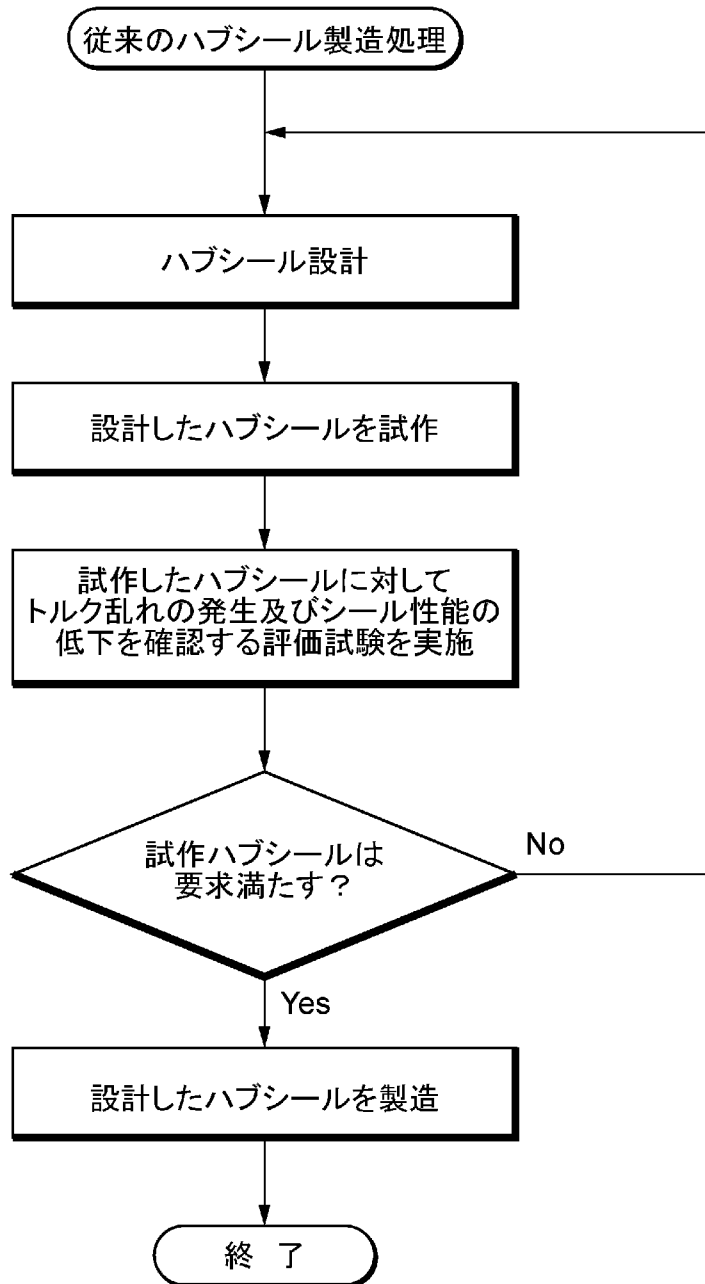 従来のハブシール製造処理
ハブシール設計
設計したハブシールを試作
試作したハブシールに対して
トルク乱れの発生及びシール性能の
低下を確認する評価試験を実施
試作ハブシールは
要求満たす？
No
Yes
設計したハブシールを製造
終 了